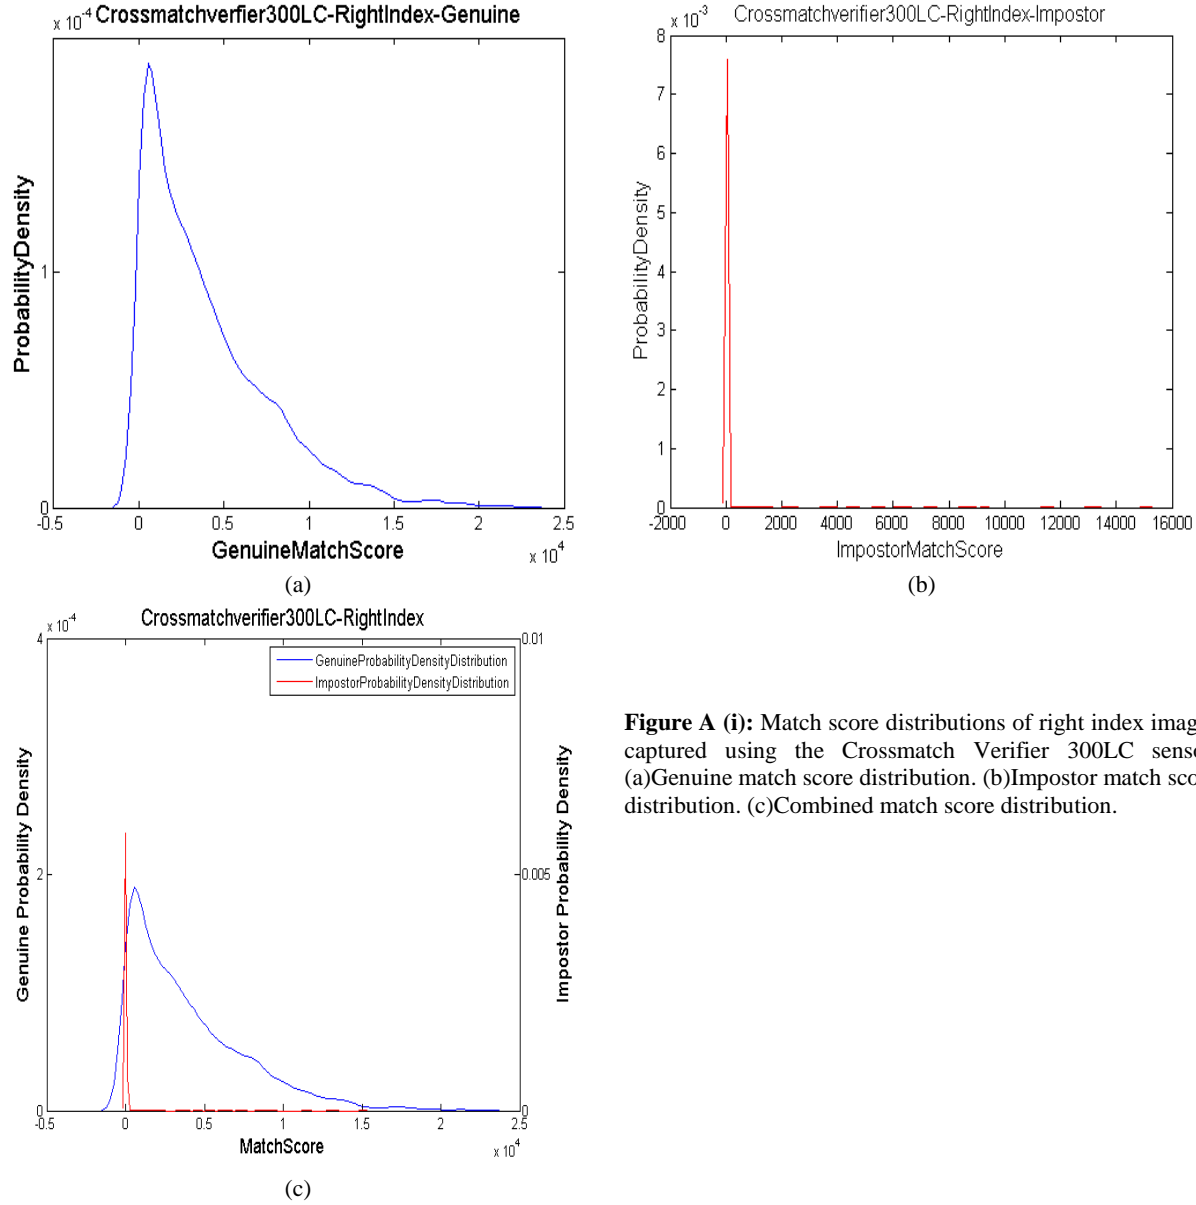 Crossmatchverfier300LC-RightIndex-Genuine
x 10-4
ProbabilityDensity
1
0
-0.5 0 0.5 1 1.5 2 2.5
GenuineMatchScore
x 10^4
(a)
Crossmatchverifier300LC-RightIndex-Impostor
x 10^-3
ProbabilityDensity
8
7
6
5
4
3
2
1
0
-2000 0 2000 4000 6000 8000 10000 12000 14000 16000
ImpostorMatchScore
(b)
Crossmatchverifier300LC-RightIndex
x 10^-4
4 0.01
GenuineProbabilityDensityDistribution
ImpostorProbabilityDensityDistribution
Genuine Probability Density
Impostor Probability Density
2 0.005
0 0
-0.5 0 0.5 1 1.5 2 2.5
MatchScore
x 10^4
(c)
Figure A (i): Match score distributions of right index imag
captured using the Crossmatch Verifier 300LC sens
(a)Genuine match score distribution. (b)Impostor match sco
distribution. (c)Combined match score distribution.